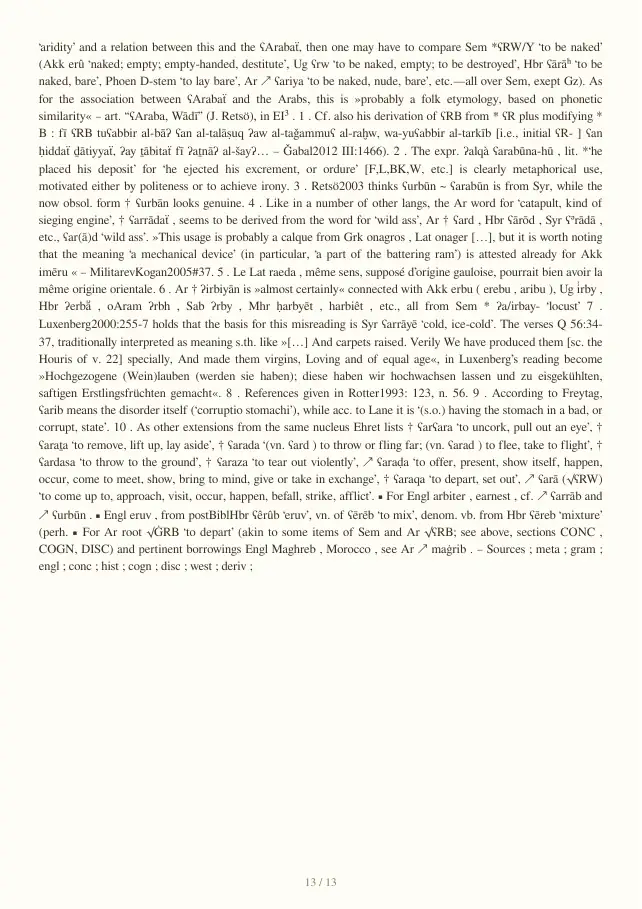 ‘aridity’ and a relation between this and the ʕArabaẗ, then one may have to compare Sem *ʕRW/Y ‘to be naked’
(Akk erû ‘naked; empty; empty-handed, destitute’, Ug ʕrw ‘to be naked, empty; to be destroyed’, Hbr ʕārāʰ ‘to be
naked, bare’, Phoen D-stem ‘to lay bare’, Ar ↗ ʕariya ‘to be naked, nude, bare’, etc.—all over Sem, exept Gz). As
for the association between ʕArabaẗ and the Arabs, this is »probably a folk etymology, based on phonetic
similarity« – art. “ʕAraba, Wādī” (J. Retsö), in EI³ . 1 . Cf. also his derivation of ʕRB from * ʕR plus modifying *
B : fī ʕRB tuʕabbir al-bāʔ ʕan al-talāṣuq ʔaw al-taǧammuʕ al-raḫw, wa-yuʕabbir al-tarkīb [i.e., initial ʕR- ] ʕan
ḥiddaẗ ḏātiyyaẗ, ʔay ṯābitaẗ fī ʔaṯnāʔ al-šayʔ… – Ǧabal2012 III:1466). 2 . The expr. ʔalqà ʕarabūna-hū , lit. *‘he
placed his deposit’ for ‘he ejected his excrement, or ordure’ [F,L,BK,W, etc.] is clearly metaphorical use,
motivated either by politeness or to achieve irony. 3 . Retsö2003 thinks ʕurbūn ~ ʕarabūn is from Syr, while the
now obsol. form † ʕurbān looks genuine. 4 . Like in a number of other langs, the Ar word for ‘catapult, kind of
sieging engine’, † ʕarrādaẗ , seems to be derived from the word for ‘wild ass’, Ar † ʕard , Hbr ʕārōd , Syr ʕᵃrādā ,
etc., ʕar(ā)d ‘wild ass’. »This usage is probably a calque from Grk onagros , Lat onager […], but it is worth noting
that the meaning ‘a mechanical device’ (in particular, ‘a part of the battering ram’) is attested already for Akk
imēru « – MilitarevKogan2005#37. 5 . Le Lat raeda , même sens, supposé d’origine gauloise, pourrait bien avoir la
même origine orientale. 6 . Ar † ʔirbiyān is »almost certainly« connected with Akk erbu ( erebu , aribu ), Ug ỉrby ,
Hbr ʔerbǟ , oAram ʔrbh , Sab ʔrby , Mhr ḥarbyēt , harbiêt , etc., all from Sem * ʔa/irbay- ‘locust’ 7 .
Luxenberg2000:255-7 holds that the basis for this misreading is Syr ʕarrāyē ‘cold, ice-cold’. The verses Q 56:34-
37, traditionally interpreted as meaning s.th. like »[…] And carpets raised. Verily We have produced them [sc. the
Houris of v. 22] specially, And made them virgins, Loving and of equal age«, in Luxenberg’s reading become
»Hochgezogene (Wein)lauben (werden sie haben); diese haben wir hochwachsen lassen und zu eisgekühlten,
saftigen Erstlingsfrüchten gemacht«. 8 . References given in Rotter1993: 123, n. 56. 9 . According to Freytag,
ʕarib means the disorder itself (‘corruptio stomachi’), while acc. to Lane it is ‘(s.o.) having the stomach in a bad, or
corrupt, state’. 10 . As other extensions from the same nucleus Ehret lists † ʕarʕara ‘to uncork, pull out an eye’, †
ʕaraṭa ‘to remove, lift up, lay aside’, † ʕarada ‘(vn. ʕard ) to throw or fling far; (vn. ʕarad ) to flee, take to flight’, †
ʕardasa ‘to throw to the ground’, † ʕaraza ‘to tear out violently’, ↗ ʕaraḍa ‘to offer, present, show itself, happen,
occur, come to meet, show, bring to mind, give or take in exchange’, † ʕaraqa ‘to depart, set out’, ↗ ʕarā (√ʕRW)
‘to come up to, approach, visit, occur, happen, befall, strike, afflict’. ▪ For Engl arbiter , earnest , cf. ↗ ʕarrāb and
↗ ʕurbūn . ▪ Engl eruv , from postBiblHbr ʕērûb ‘eruv’, vn. of ʕērēb ‘to mix’, denom. vb. from Hbr ʕēreb ‘mixture’
(perh. ▪ For Ar root √ĠRB ‘to depart’ (akin to some items of Sem and Ar √ʕRB; see above, sections CONC ,
COGN, DISC) and pertinent borrowings Engl Maghreb , Morocco , see Ar ↗ maġrib . – Sources ; meta ; gram ;
engl ; conc ; hist ; cogn ; disc ; west ; deriv ;
13 / 13